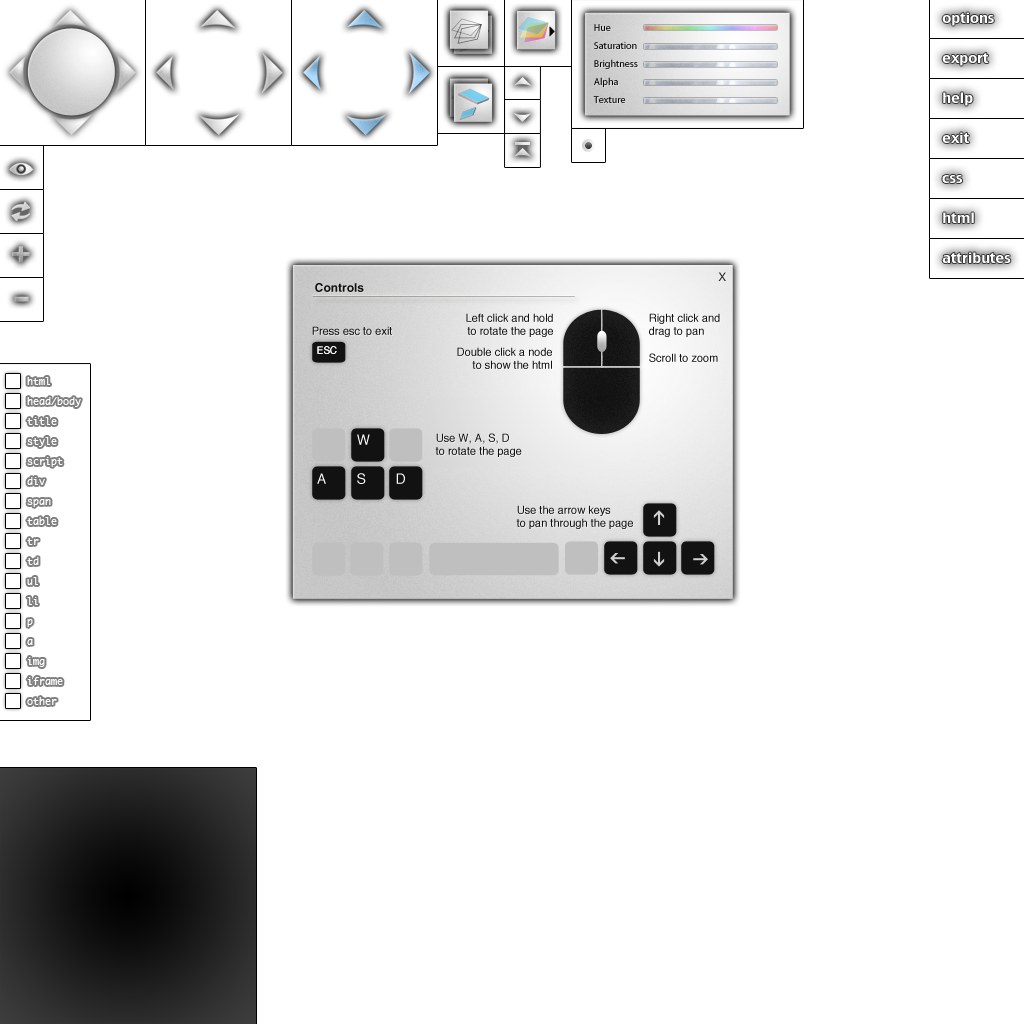 Hue
Saturation
Brightness
Alpha
Texture
options
export
help
exit
css
html
attributes
X
Controls
Press esc to exit
ESC
Left click and hold
to rotate the page
Double click a node
to show the html
Right click and
drag to pan
Scroll to zoom
W
A S D
Use W, A, S, D
to rotate the page
Use the arrow keys
to pan through the page
html
head/body
title
style
script
div
span
table
tr
td
ul
li
p
a
img
iframe
other